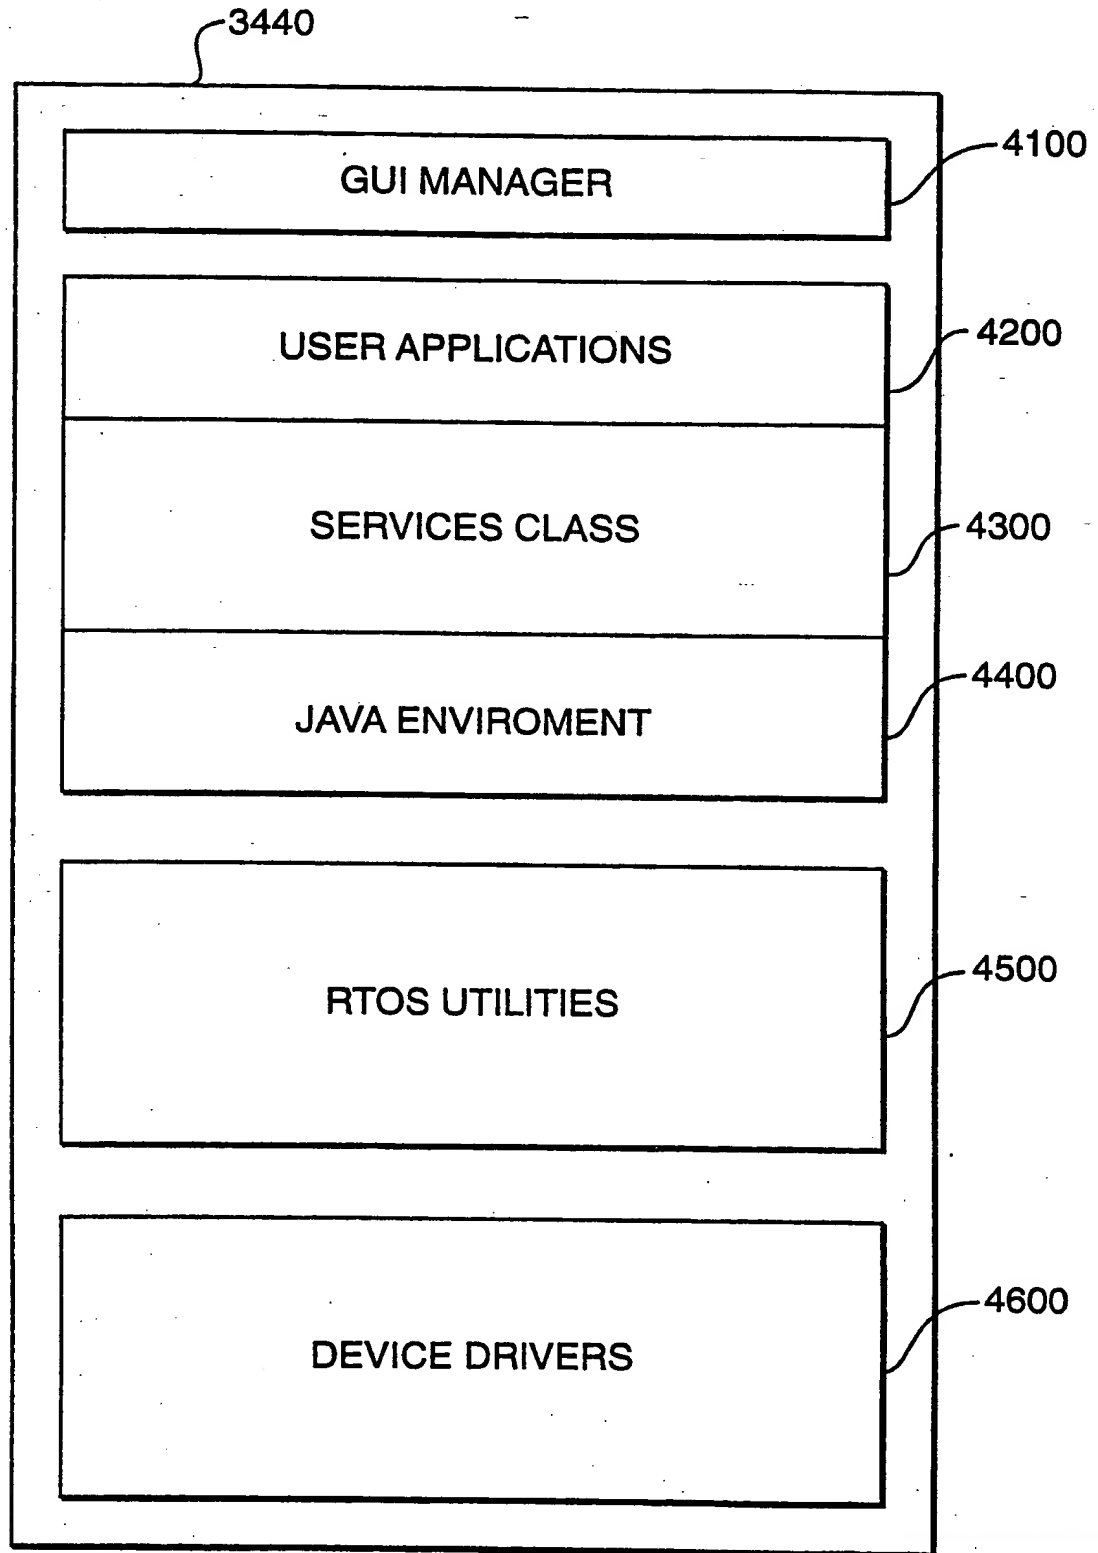 3440
GUI MANAGER
4100
USER APPLICATIONS
4200
SERVICES CLASS
4300
JAVA ENVIROMENT
4400
RTOS UTILITIES
4500
DEVICE DRIVERS
4600